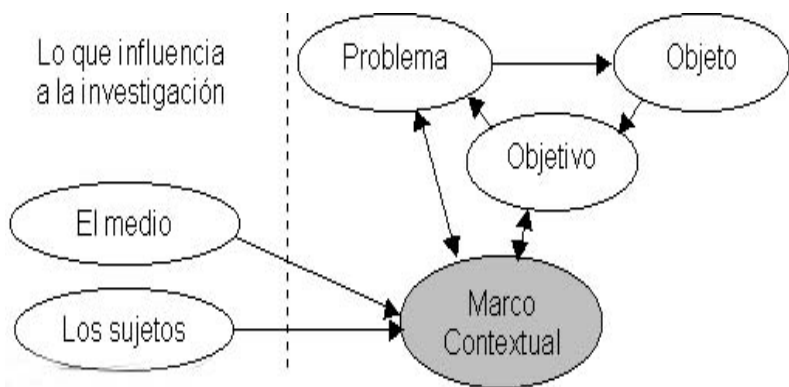 Lo que influencia
a la investigación
Problema
Objeto
Objetivo
El medio
Los sujetos
Marco
Contextual